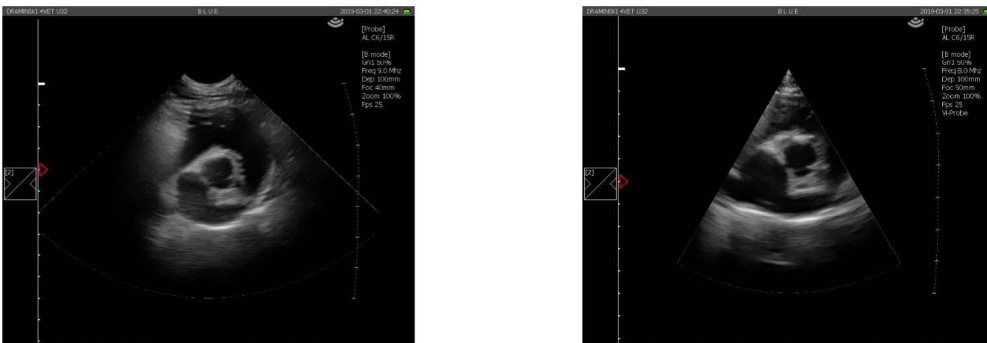 DRAMINSKI 4VET U32 BLUE 2019-03-01 22:40:24
[Probe]
AL C6/15R
[B mode]
Gn1 50%
Freq 9.0 Mhz
Dep 100mm
Foc 40mm
Zoom 100%
Fps 25
[2]
DRAMINSKI 4VET U32 BLUE 2019-03-01 22:35:25
[Probe]
AL C6/15R
[B mode]
Gn1 50%
Freq 8.0 Mhz
Dep 100mm
Foc 50mm
Zoom 100%
Fps 25
Vi-Probe
[2]